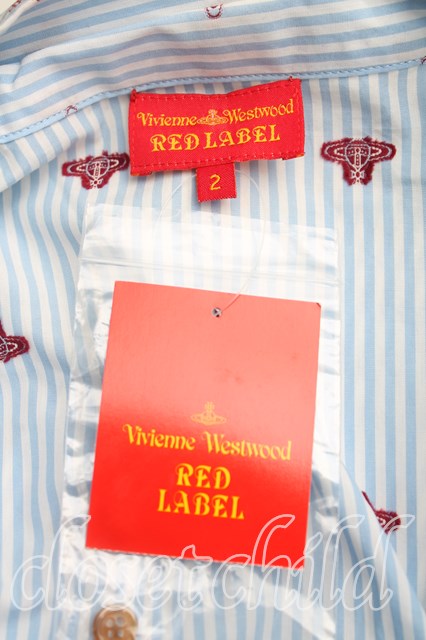 Vivienne Westwood
RED LABEL
2
Vivienne Westwood
RED
LABEL
closetchild